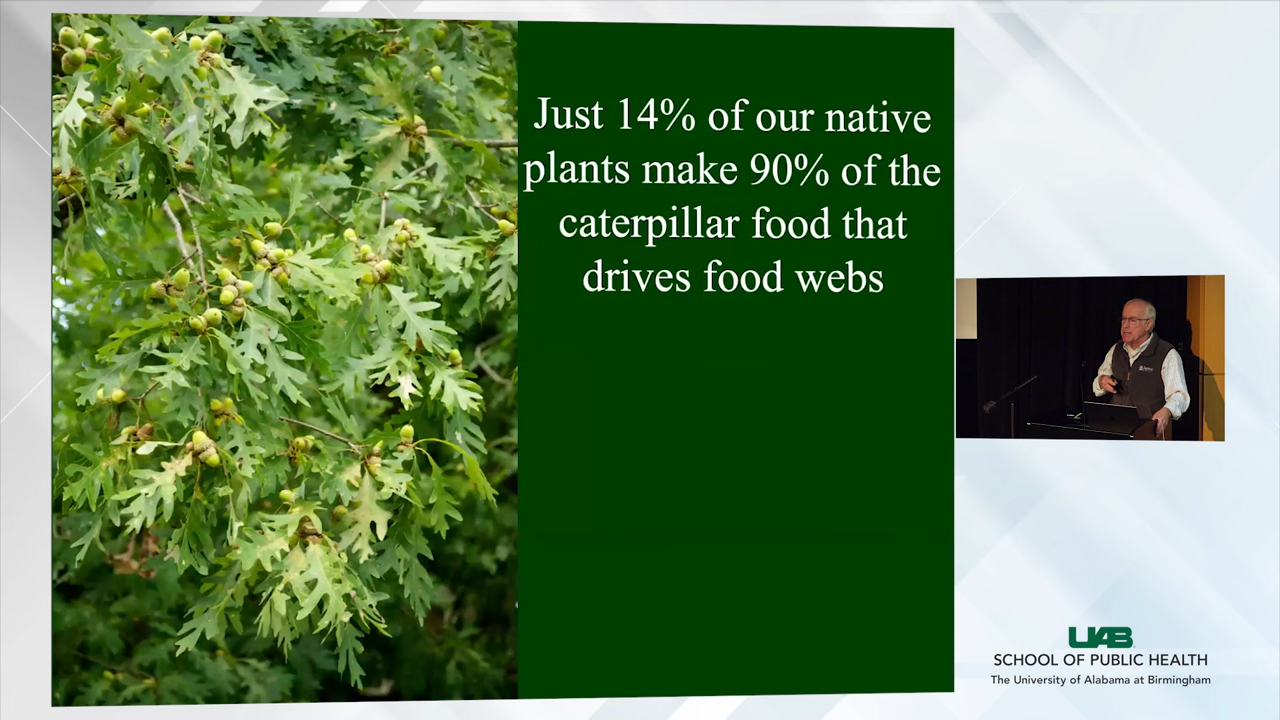 Just 14% of our native
plants make 90% of the
caterpillar food that
drives food webs
UAB
SCHOOL OF PUBLIC HEALTH
The University of Alabama at Birmingham